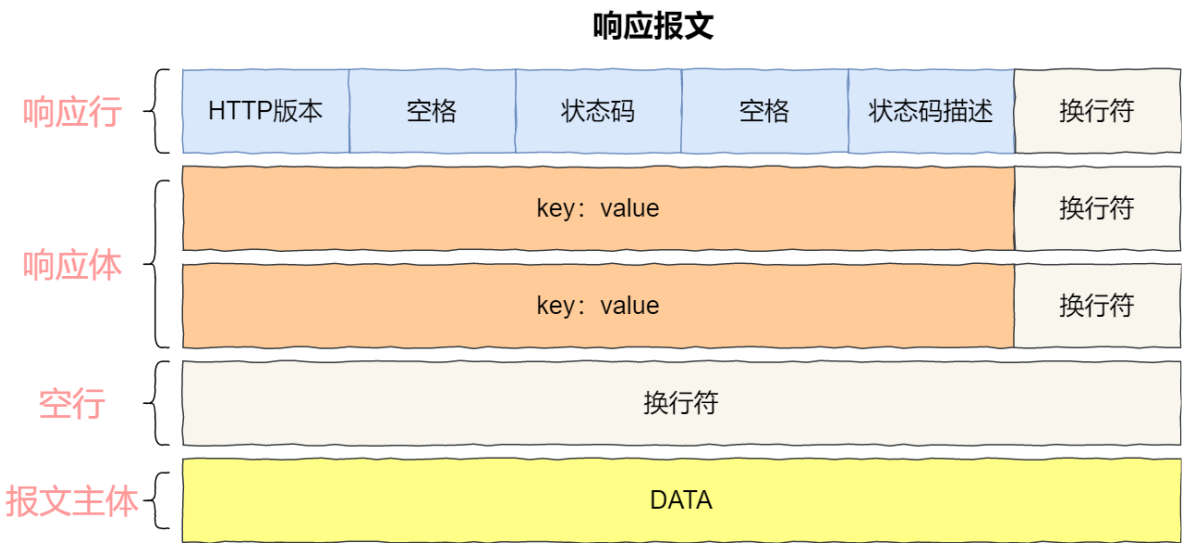 响应报文
响应行
HTTP版本 空格 状态码 空格 状态码描述 换行符
响应体
key：value 换行符
key：value 换行符
空行
换行符
报文主体
DATA